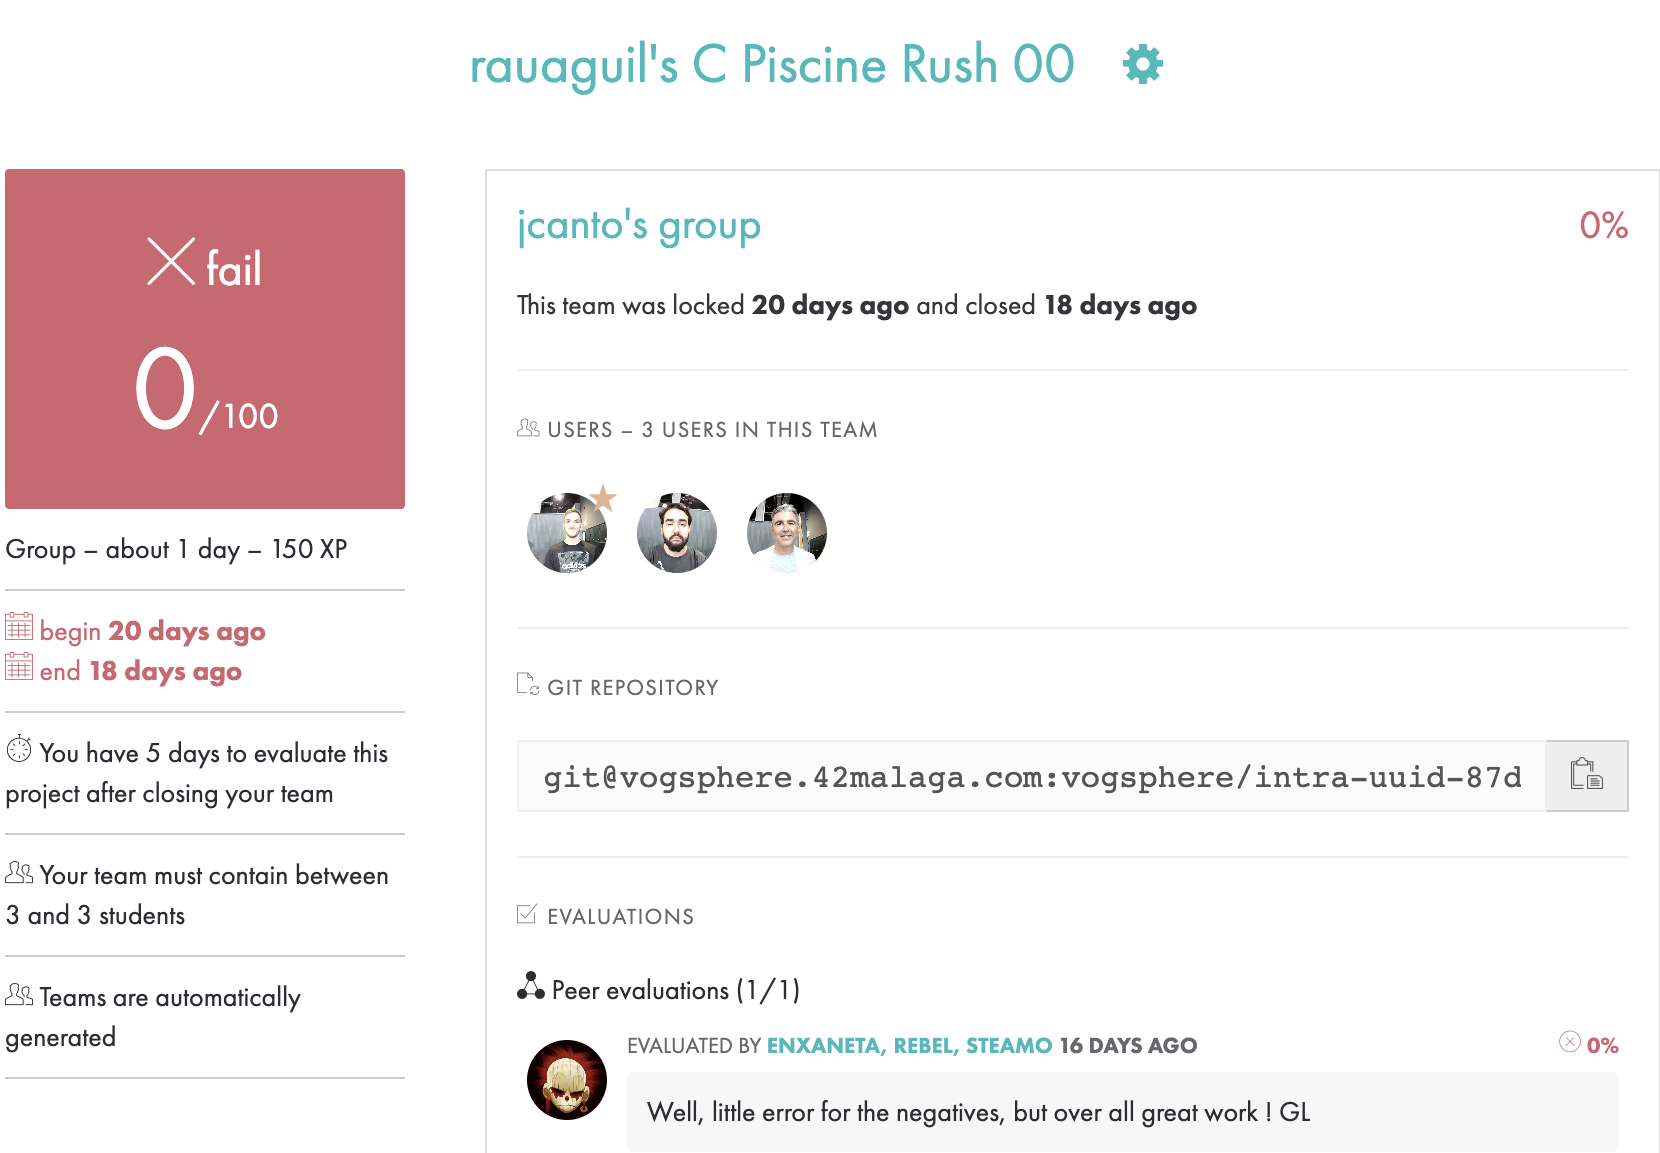 rauaguil's C Piscine Rush 00
fail
0/100
Group – about 1 day – 150 XP
begin 20 days ago
end 18 days ago
You have 5 days to evaluate this
project after closing your team
Your team must contain between
3 and 3 students
Teams are automatically
generated
jcanto's group
0%
This team was locked 20 days ago and closed 18 days ago
USERS – 3 USERS IN THIS TEAM
adidas
GIT REPOSITORY
git@vogsphere.42malaga.com:vogsphere/intra-uuid-87d
EVALUATIONS
Peer evaluations (1/1)
EVALUATED BY ENXANETA, REBEL, STEAMO 16 DAYS AGO
0%
Well, little error for the negatives, but over all great work ! GL